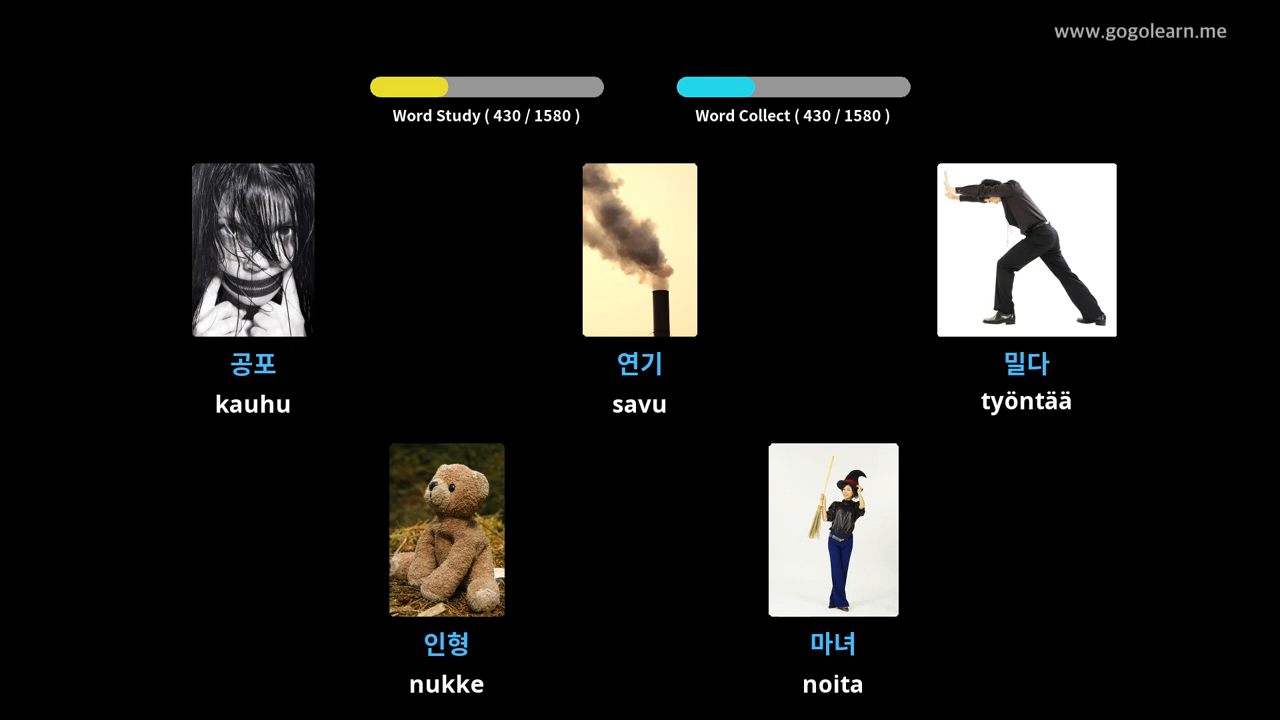 www.gogolearn.me
Word Study ( 430 / 1580 )
Word Collect ( 430 / 1580 )
공포
kauhu
연기
savu
밀다
työntää
인형
nukke
마녀
noita